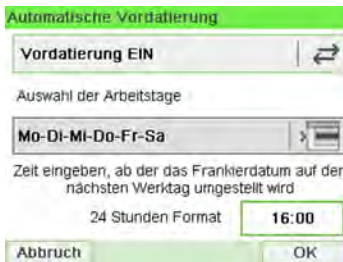 Automatische Vordatierung
Vordatierung EIN
Auswahl der Arbeitstage
Mo-Di-Mi-Do-Fr-Sa
Zeit eingeben, ab der das Frankierdatum auf den
nächsten Werktag umgestellt wird
24 Stunden Format
16:00
Abbruch
OK